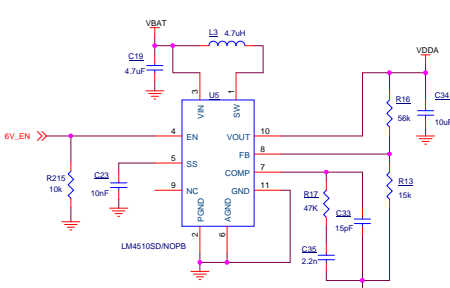 VBAT
L3 4.7uH
C19
4.7uF
VDDA
3
1
U5
VIN
SW
R16
56k
C34
10uF
6V_EN
4
EN
VOUT
10
5
SS
FB
8
COMP
7
R215
10k
C23
10nF
9
NC
GND
11
R17
47K
C33
15pF
R13
15k
PGND
AGND
2
6
LM4510SD/NOPB
C35
2.2n